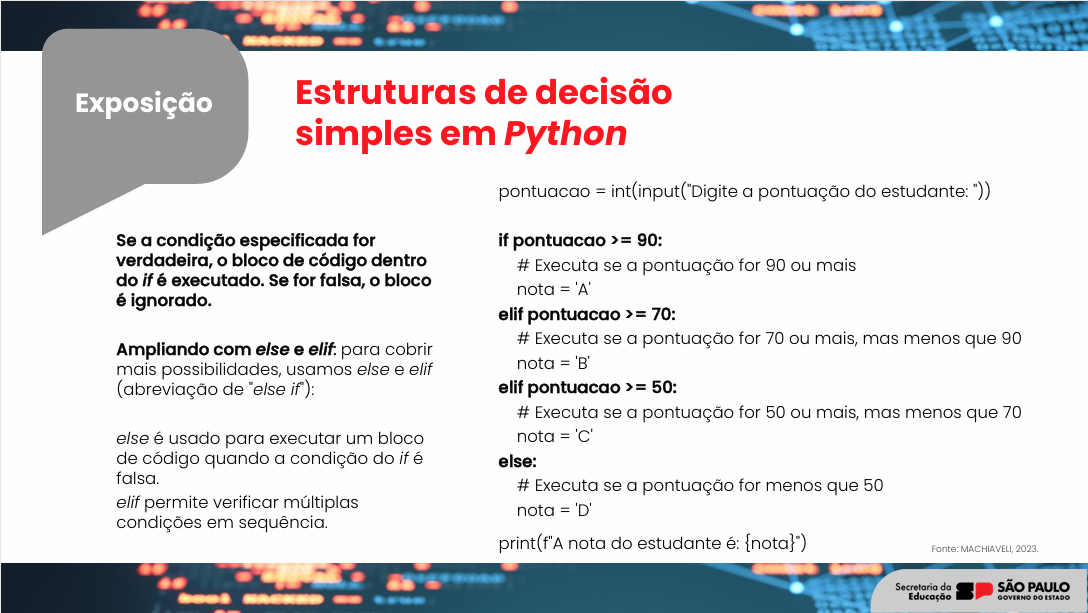 Exposição
Estruturas de decisão
simples em Python
Se a condição especificada for
verdadeira, o bloco de código dentro
do if é executado. Se for falsa, o bloco
é ignorado.
Ampliando com else e elif: para cobrir
mais possibilidades, usamos else e elif
(abreviação de "else if"):
else é usado para executar um bloco
de código quando a condição do if é
falsa.
elif permite verificar múltiplas
condições em sequência.
pontuacao = int(input("Digite a pontuação do estudante: "))
if pontuacao >= 90:
    # Executa se a pontuação for 90 ou mais
    nota = 'A'
elif pontuacao >= 70:
    # Executa se a pontuação for 70 ou mais, mas menos que 90
    nota = 'B'
elif pontuacao >= 50:
    # Executa se a pontuação for 50 ou mais, mas menos que 70
    nota = 'C'
else:
    # Executa se a pontuação for menos que 50
    nota = 'D'
print(f"A nota do estudante é: {nota}")
Fonte: MACHIAVELI, 2023.
Secretaria da
Educação
SÃO PAULO
GOVERNO DO ESTADO